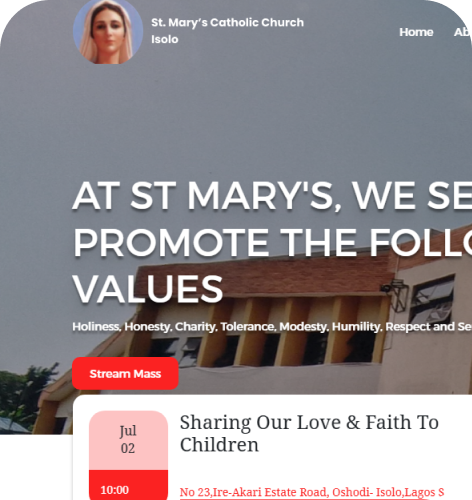 St. Mary's Catholic Church
Isolo
Home
AT ST MARY'S, WE SE
PROMOTE THE FOLLO
VALUES
Holiness, Honesty, Charity, Tolerance, Modesty, Humility, Respect and Se
Stream Mass
Jul
02
10:00
Sharing Our Love & Faith To
Children
No 23,Ire-Akari Estate Road, Oshodi- Isolo,Lagos S